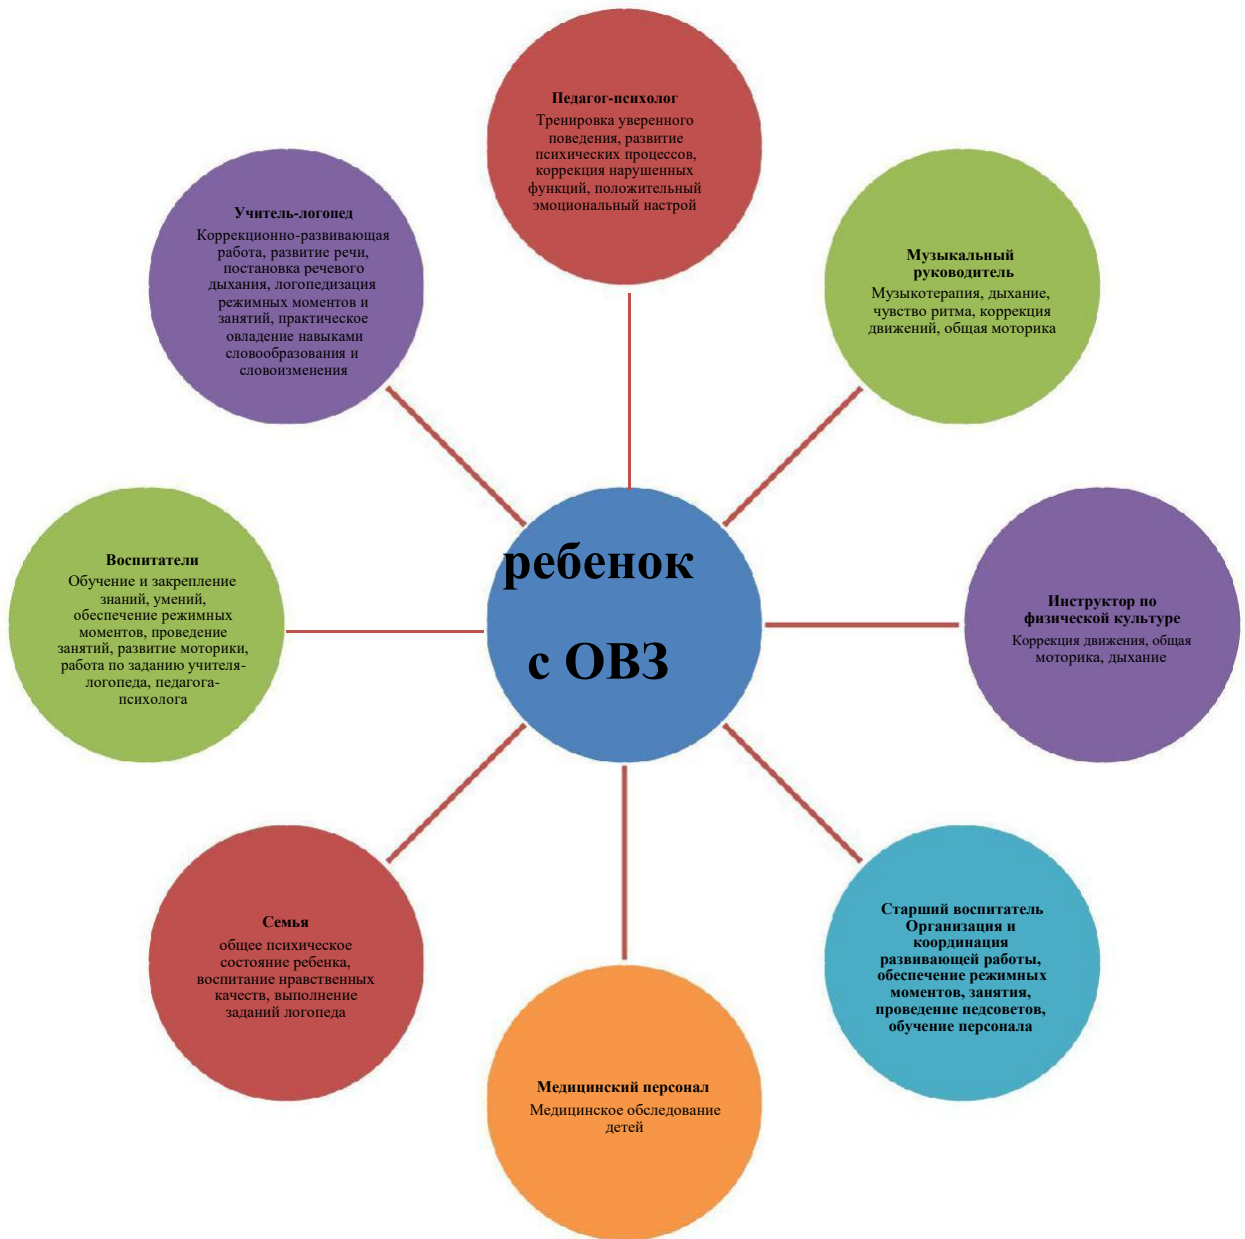 Педагог-психолог
Тренировка уверенного
поведения, развитие
психических процессов,
коррекция нарушенных
функций, положительный
эмоциональный настрой
Музыкальный
руководитель
Музыкотерапия, дыхание,
чувство ритма, коррекция
движений, общая моторика
Инструктор по
физической культуре
Коррекция движения, общая
моторика, дыхание
Старший воспитатель
Организация и
координация
развивающей работы,
обеспечение режимных
моментов, занятия,
проведение педсоветов,
обучение персонала
Медицинский персонал
Медицинское обследование
детей
Семья
общее психическое
состояние ребенка,
воспитание нравственных
качеств, выполнение
заданий логопеда
Воспитатели
Обучение и закрепление
знаний, умений,
обеспечение режимных
моментов, проведение
занятий, развитие моторики,
работа по заданию учителя-
логопеда, педагога-
психолога
Учитель-логопед
Коррекционно-развивающая
работа, развитие речи,
постановка речевого
дыхания, логопедизация
режимных моментов и
занятий, практическое
овладение навыками
словообразования и
словоизменения
ребенок
с ОВЗ